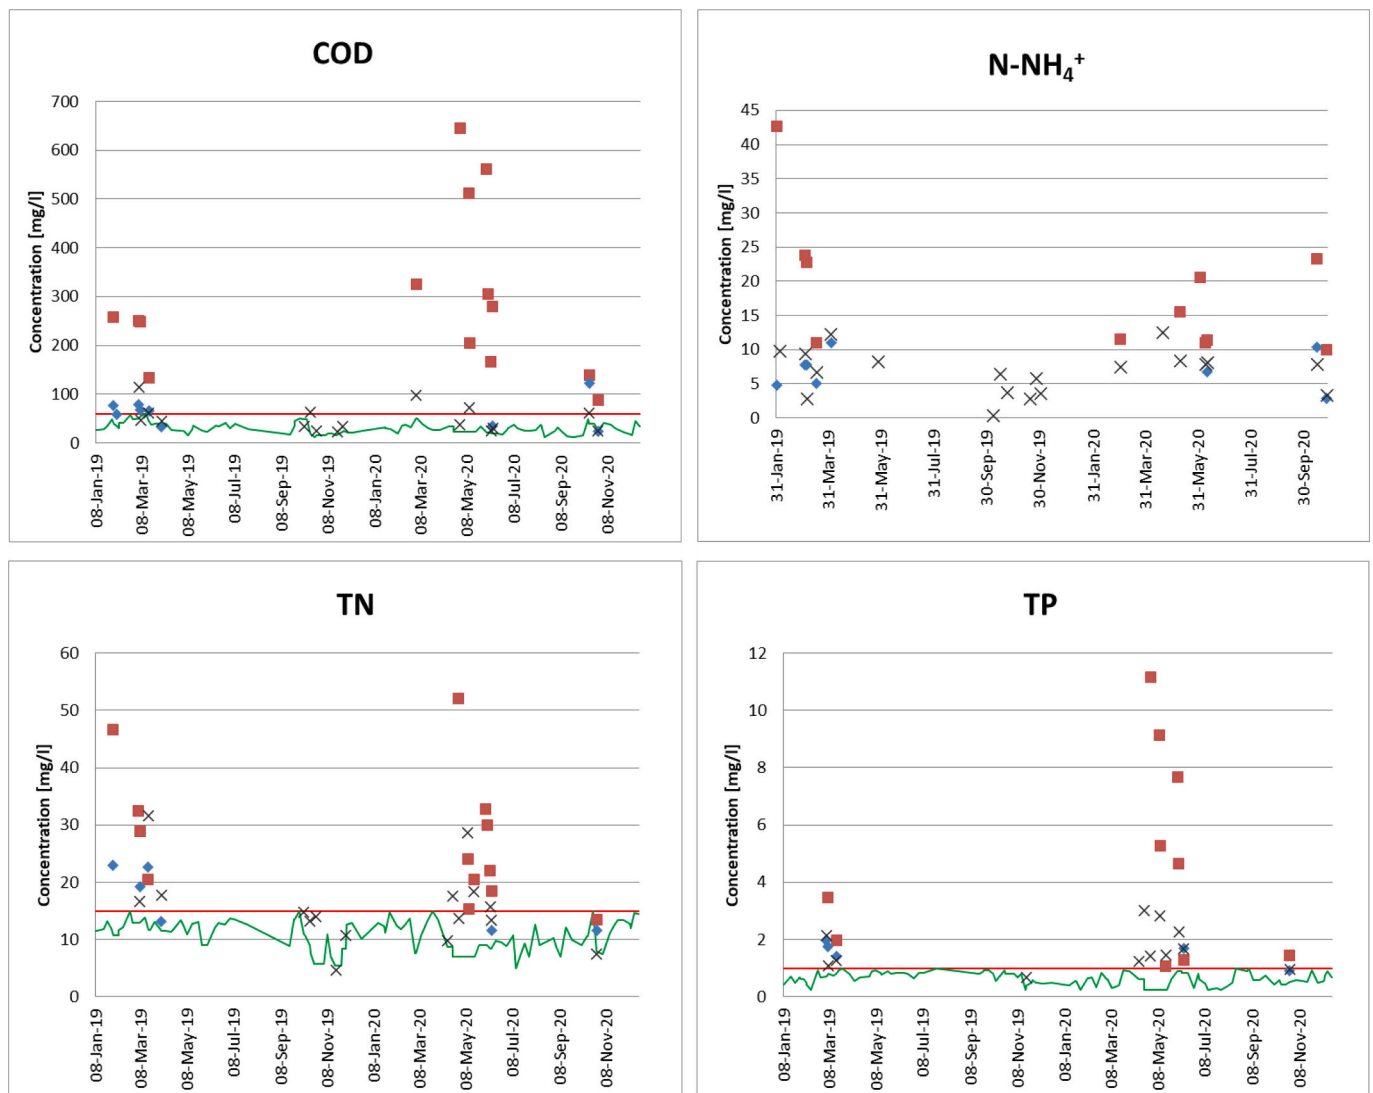 COD
Concentration [mg/l]
700
600
500
400
300
200
100
0
08-Jan-19
08-Mar-19
08-May-19
08-Jul-19
08-Sep-19
08-Nov-19
08-Jan-20
08-Mar-20
08-May-20
08-Jul-20
08-Sep-20
08-Nov-20
N-NH₄⁺
Concentration [mg/l]
45
40
35
30
25
20
15
10
5
0
31-Jan-19
31-Mar-19
31-May-19
31-Jul-19
30-Sep-19
30-Nov-19
31-Jan-20
31-Mar-20
31-May-20
31-Jul-20
30-Sep-20
TN
Concentration [mg/l]
60
50
40
30
20
10
0
08-Jan-19
08-Mar-19
08-May-19
08-Jul-19
08-Sep-19
08-Nov-19
08-Jan-20
08-Mar-20
08-May-20
08-Jul-20
08-Sep-20
08-Nov-20
TP
Concentration [mg/l]
12
10
8
6
4
2
0
08-Jan-19
08-Mar-19
08-May-19
08-Jul-19
08-Sep-19
08-Nov-19
08-Jan-20
08-Mar-20
08-May-20
08-Jul-20
08-Sep-20
08-Nov-20